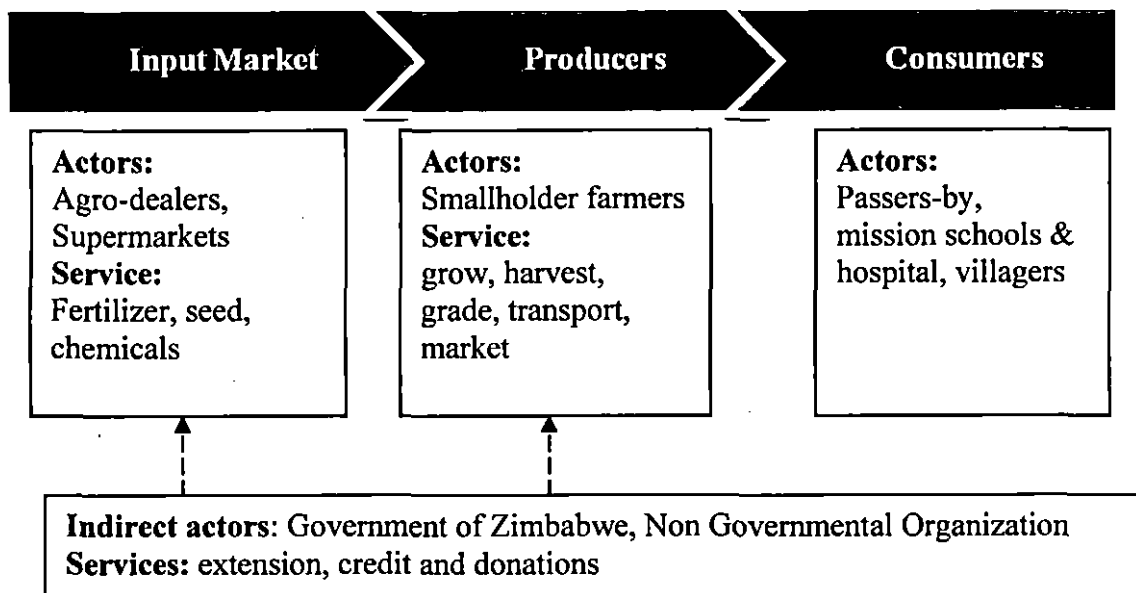 Input Market
Producers
Consumers
Actors:
Agro-dealers,
Supermarkets
Service:
Fertilizer, seed,
chemicals
Actors:
Smallholder farmers
Service:
grow, harvest,
grade, transport,
market
Actors:
Passers-by,
mission schools &
hospital, villagers
Indirect actors: Government of Zimbabwe, Non Governmental Organization
Services: extension, credit and donations